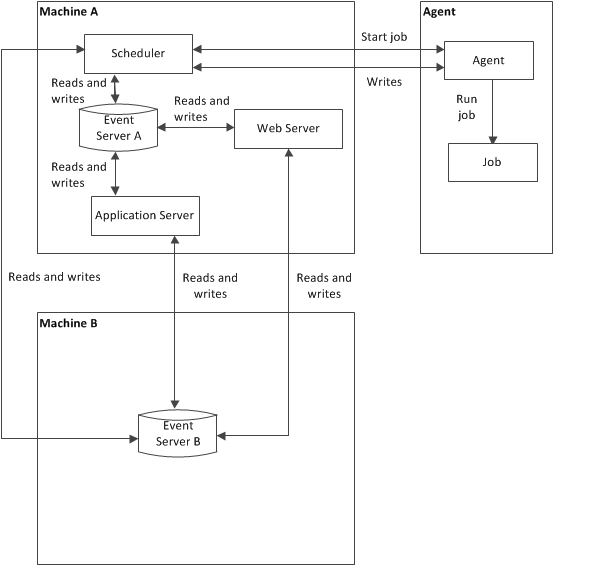 Machine A
Agent
Scheduler
Start job
Agent
Writes
Reads and
writes
Reads and
writes
Run
job
Event
Server A
Web Server
Job
Reads and
writes
Application Server
Reads and writes
Reads and
writes
Reads and
writes
Machine B
Event
Server B